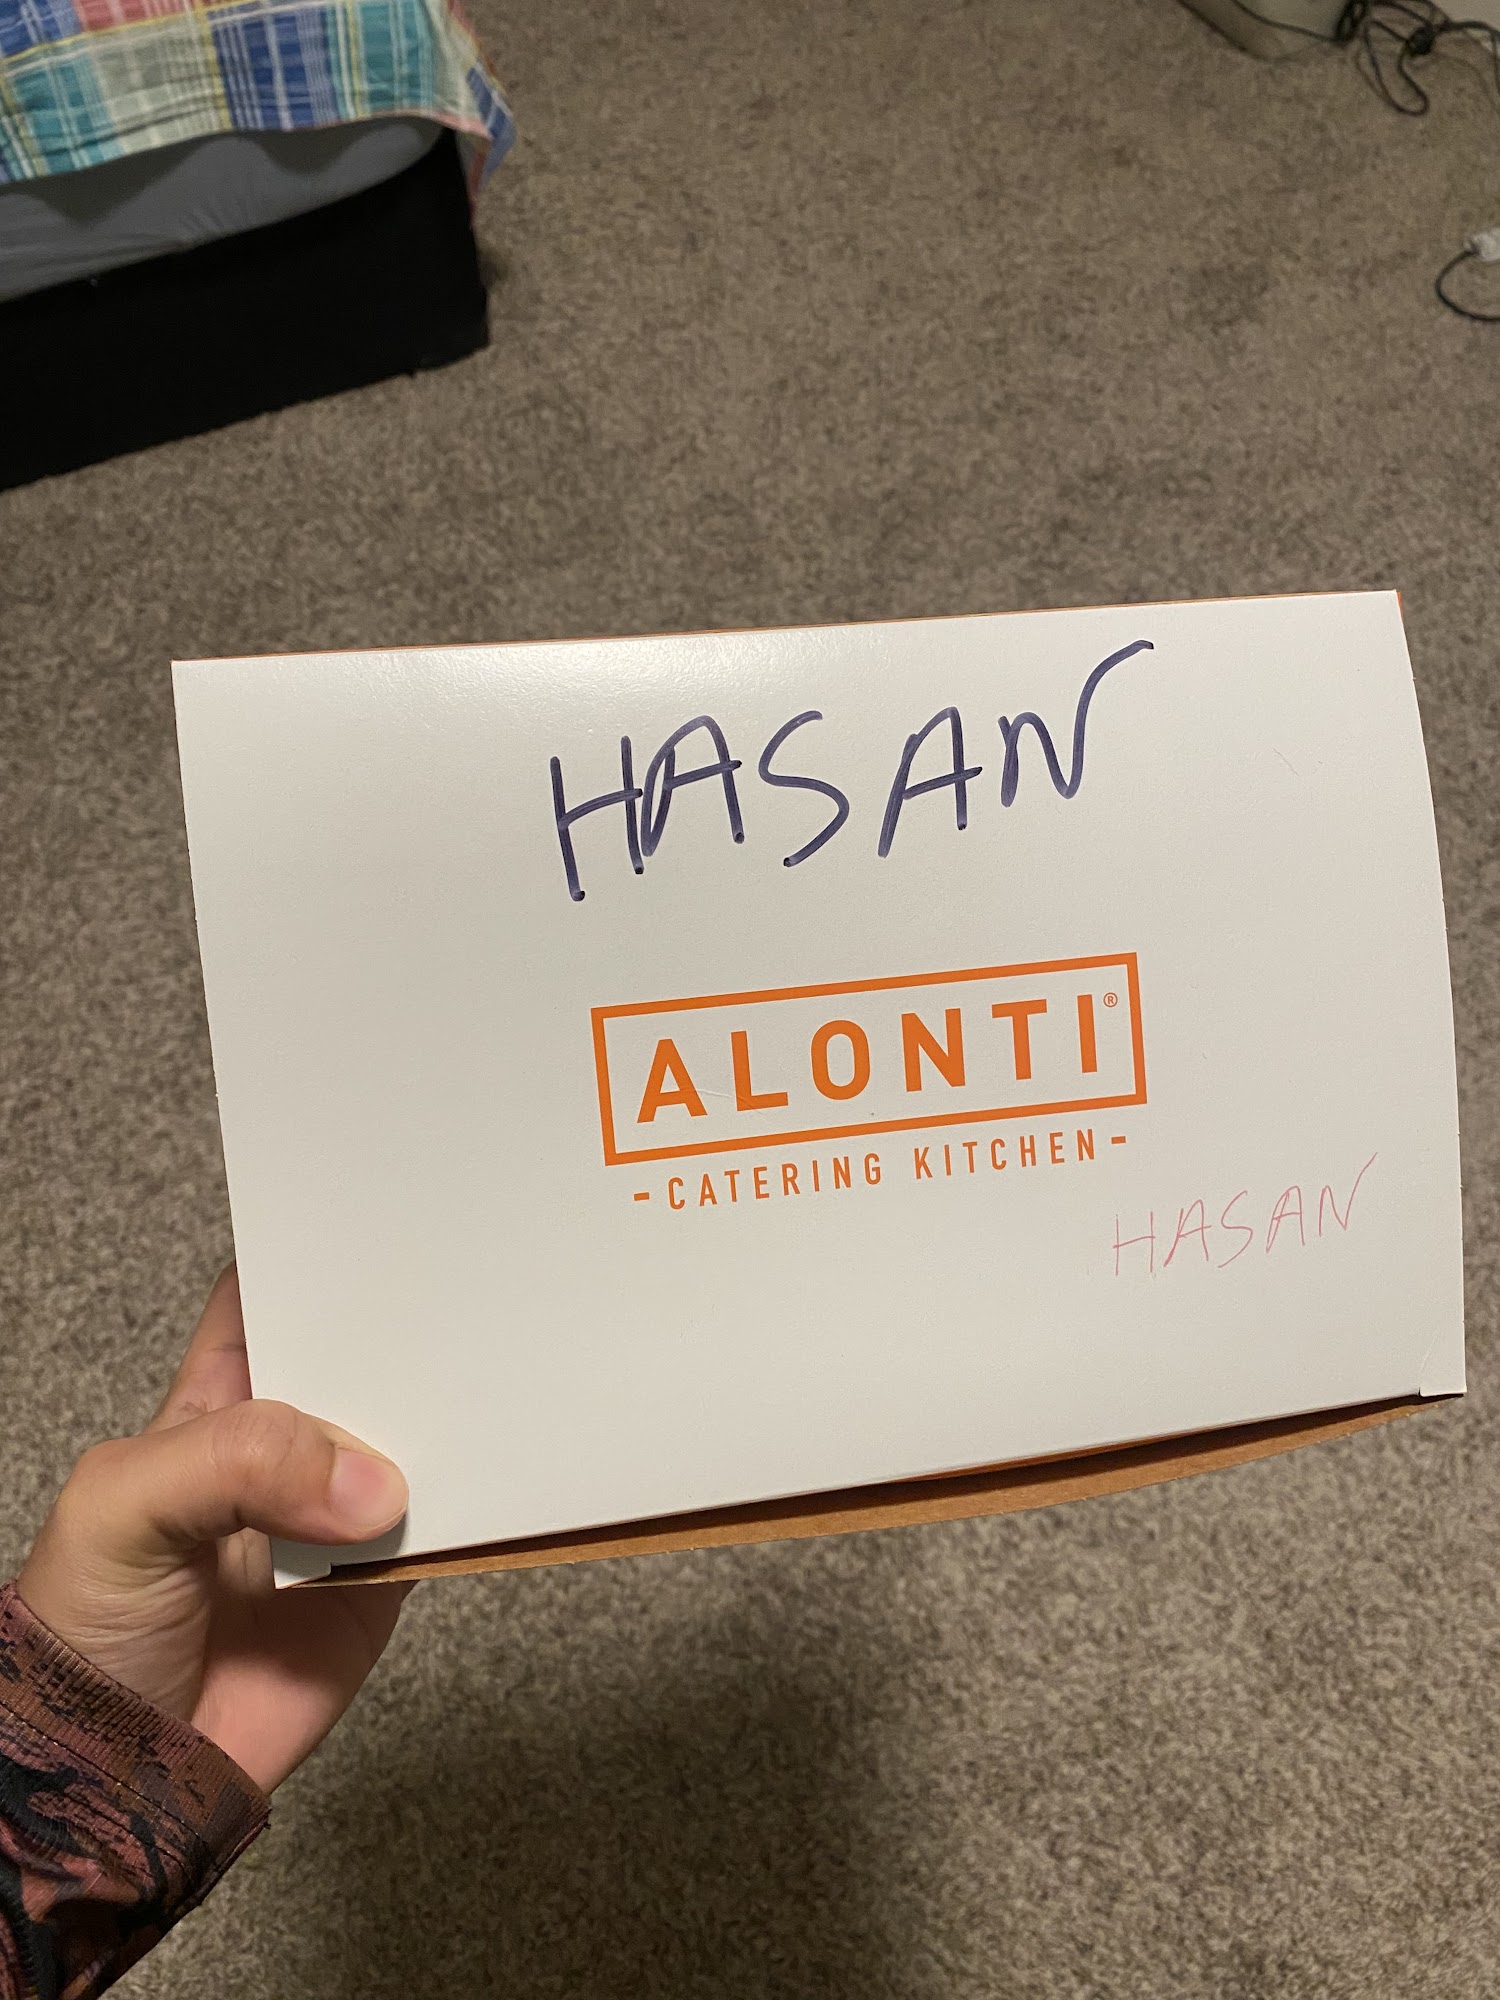 HASAN
ALONTI®
-CATERING KITCHEN-
HASAN